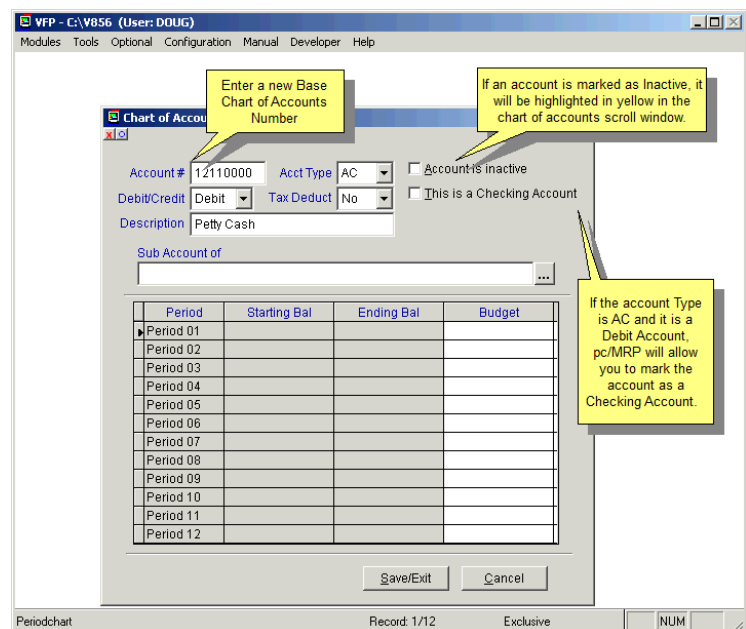 VFP - C:\V856 (User: DOUG)
Modules Tools Optional Configuration Manual Developer Help
Enter a new Base
Chart of Accounts
Number
If an account is marked as Inactive, it
will be highlighted in yellow in the
chart of accounts scroll window.
Chart of Accou
Account # 12110000 Acct Type AC Account is inactive
Debit/Credit Debit Tax Deduct No This is a Checking Account
Description Petty Cash
Sub Account of
...
If the account Type
is AC and it is a
Debit Account,
pc/MRP will allow
you to mark the
account as a
Checking Account.
Period Starting Bal Ending Bal Budget
Period 01
Period 02
Period 03
Period 04
Period 05
Period 06
Period 07
Period 08
Period 09
Period 10
Period 11
Period 12
Save/Exit Cancel
Periodchart Record: 1/12 Exclusive NUM